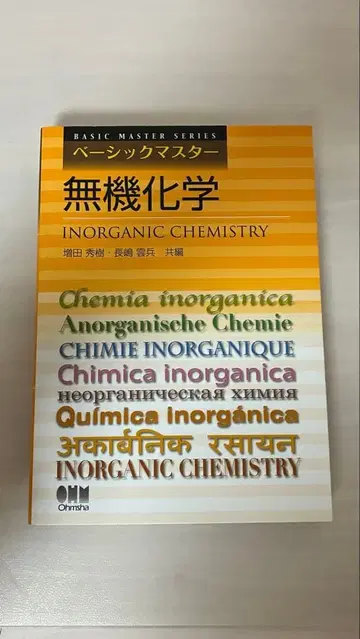 BASIC MASTER SERIES
ベーシックマスター
無機化学
INORGANIC CHEMISTRY
増田 秀樹・長嶋 雲兵 共編
Chemia inorganica
Anorganische Chemie
CHIMIE INORGANIQUE
Chimica inorganica
неорганическая химия
Química inorgánica
अकार्बनिक रसायन
INORGANIC CHEMISTRY
OHM
Ohmsha